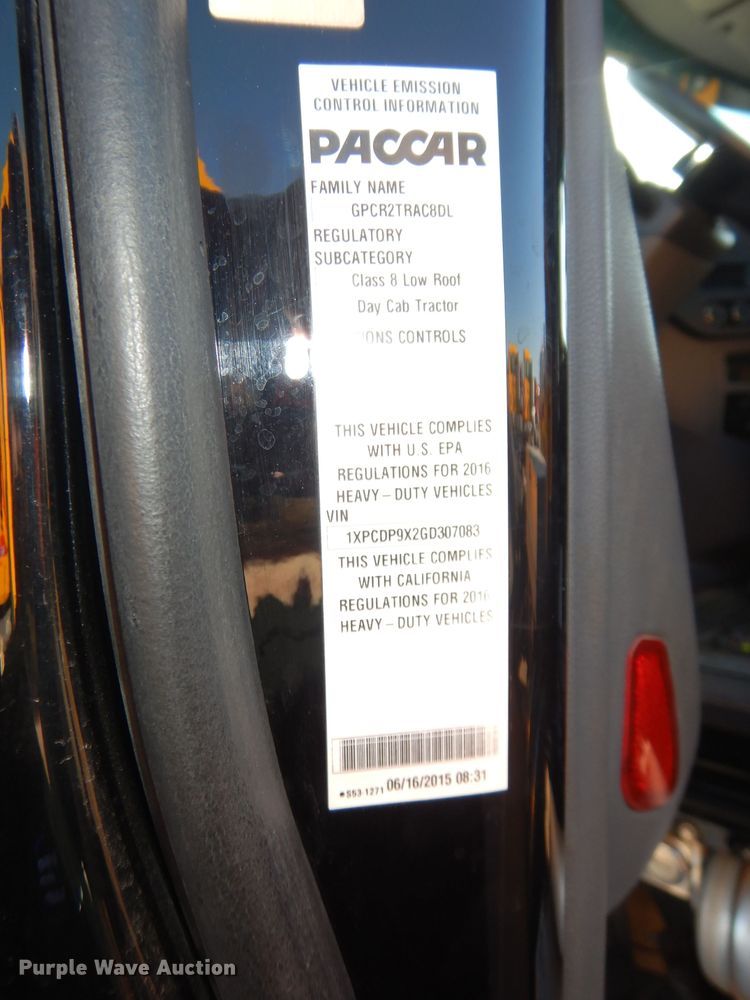 VEHICLE EMISSION
CONTROL INFORMATION
PACCAR
FAMILY NAME
GPCR2TRAC8DL
REGULATORY
SUBCATEGORY
Class 8 Low Roof
Day Cab Tractor
CONTROLS
THIS VEHICLE COMPLIES
WITH U.S. EPA
REGULATIONS FOR 2016
HEAVY-DUTY VEHICLES
VIN
1XPCDP9X2GD307083
THIS VEHICLE COMPLIES
WITH CALIFORNIA
REGULATIONS FOR 2016
HEAVY-DUTY VEHICLES
*S53 1271 06/16/2015 08:31
Purple Wave Auction